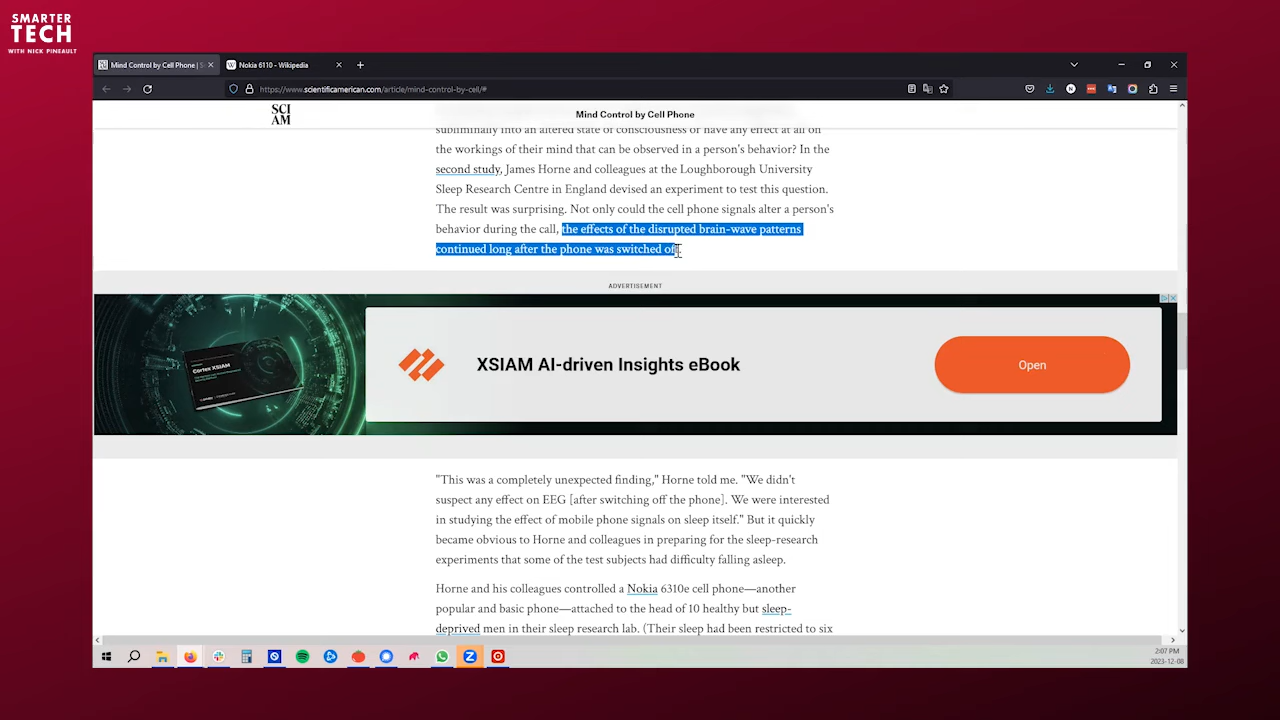 SMARTER
TECH
WITH NICK PINEAULT
Mind Control by Cell Phone | S
Nokia 6110 - Wikipedia
https://www.scientificamerican.com/article/mind-control-by-cell/#
SCI
AM
Mind Control by Cell Phone
subliminally into an altered state of consciousness or have any effect at all on
the workings of their mind that can be observed in a person's behavior? In the
second study, James Horne and colleagues at the Loughborough University
Sleep Research Centre in England devised an experiment to test this question.
The result was surprising. Not only could the cell phone signals alter a person's
behavior during the call, the effects of the disrupted brain-wave patterns
continued long after the phone was switched off.
ADVERTISEMENT
Cortex XSIAM
XSIAM AI-driven Insights eBook
Open
"This was a completely unexpected finding," Horne told me. "We didn't
suspect any effect on EEG [after switching off the phone]. We were interested
in studying the effect of mobile phone signals on sleep itself." But it quickly
became obvious to Horne and colleagues in preparing for the sleep-research
experiments that some of the test subjects had difficulty falling asleep.
Horne and his colleagues controlled a Nokia 6310e cell phone—another
popular and basic phone—attached to the head of 10 healthy but sleep-
deprived men in their sleep research lab. (Their sleep had been restricted to six
2:07 PM
2023-12-08